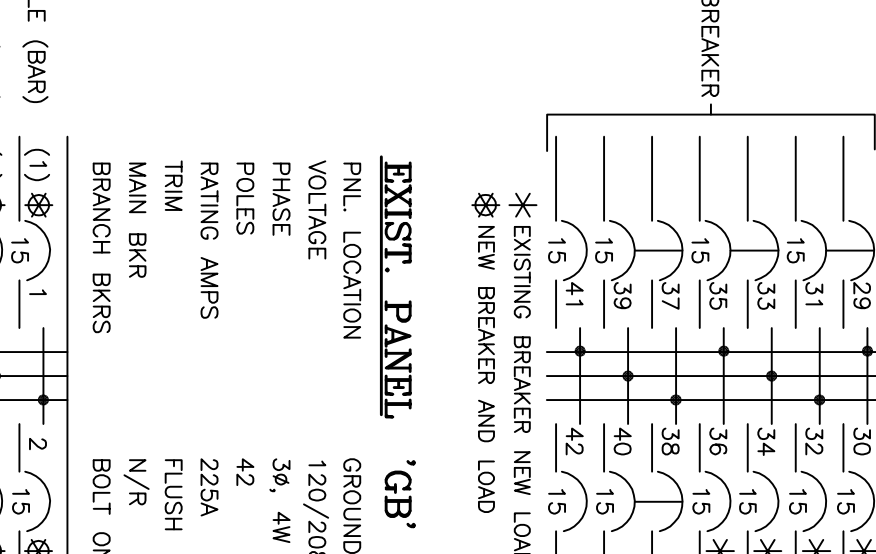 29 30
15
31 32
15 15
33 34
15
35 36
BREAKER
15 15
37 38
39 40
15 15
41 42
15 15
EXISTING BREAKER NEW LOAD
NEW BREAKER AND LOAD
EXIST. PANEL 'GB'
PNL. LOCATION GROUND
VOLTAGE 120/208
PHASE 3Ø, 4W
POLES 42
RATING AMPS 225A
TRIM FLUSH
MAIN BKR N/R
BRANCH BKRS BOLT ON
LE (BAR) (1) 1 2
15 15